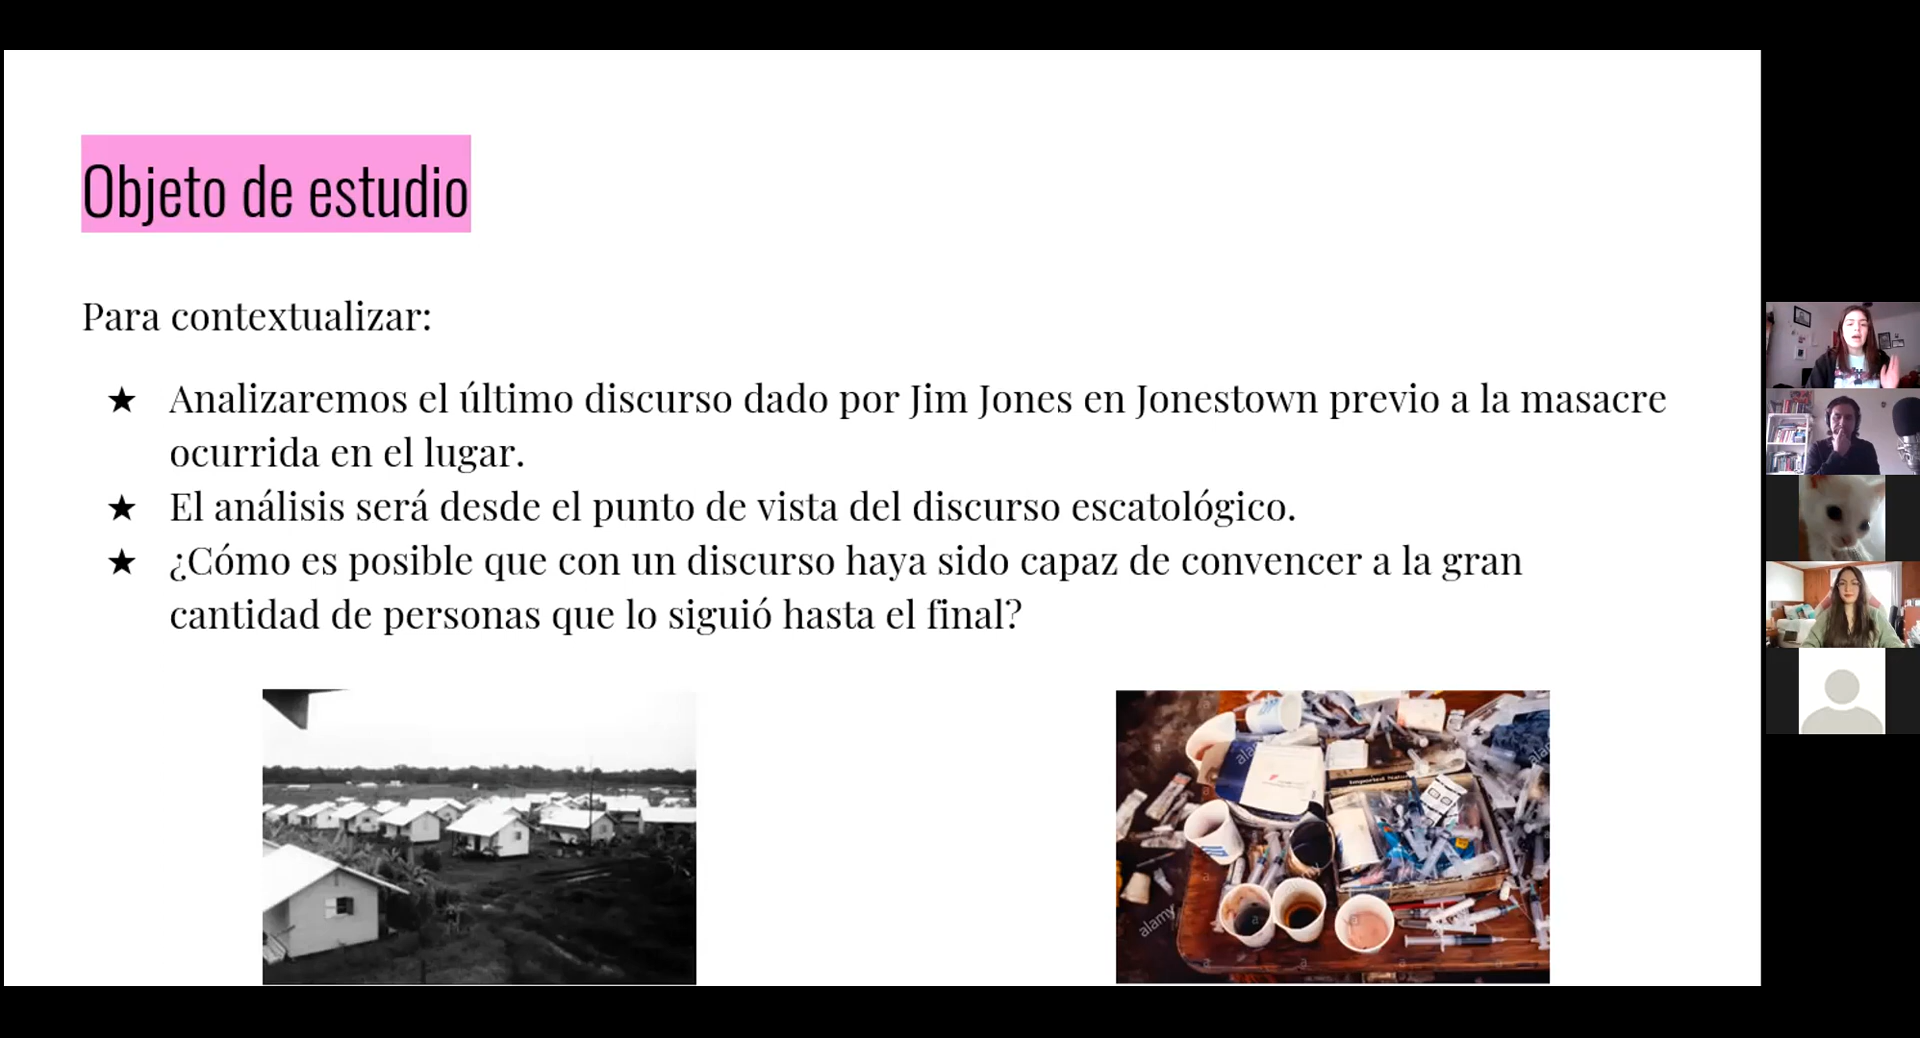 Objeto de estudio
Para contextualizar:
★ Analizaremos el último discurso dado por Jim Jones en Jonestown previo a la masacre
ocurrida en el lugar.
★ El análisis será desde el punto de vista del discurso escatológico.
★ ¿Cómo es posible que con un discurso haya sido capaz de convencer a la gran
cantidad de personas que lo siguió hasta el final?
alamy